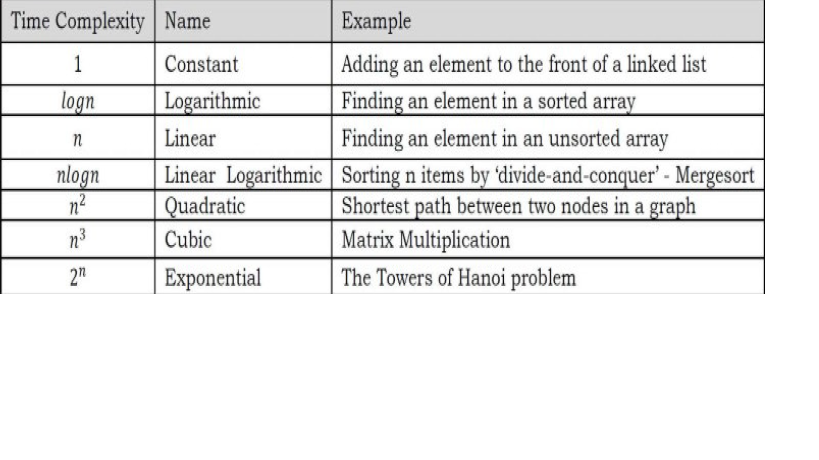 Time Complexity Name Example
1 Constant Adding an element to the front of a linked list
logn Logarithmic Finding an element in a sorted array
n Linear Finding an element in an unsorted array
nlogn Linear Logarithmic Sorting n items by ‘divide-and-conquer’ - Mergesort
n² Quadratic Shortest path between two nodes in a graph
n³ Cubic Matrix Multiplication
2ⁿ Exponential The Towers of Hanoi problem